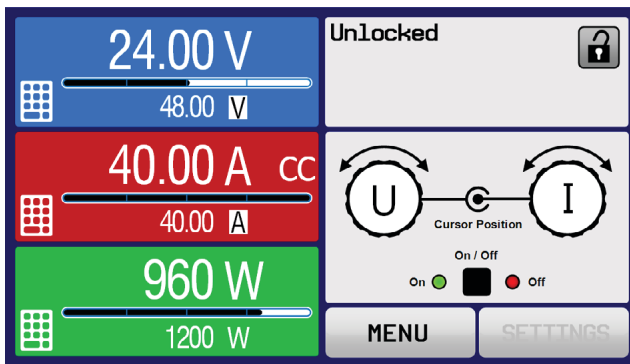 24.00 V
48.00 V
40.00 A CC
40.00 A
960 W
1200 W
Unlocked
U I
Cursor Position
On / Off
On Off
MENU SETTINGS